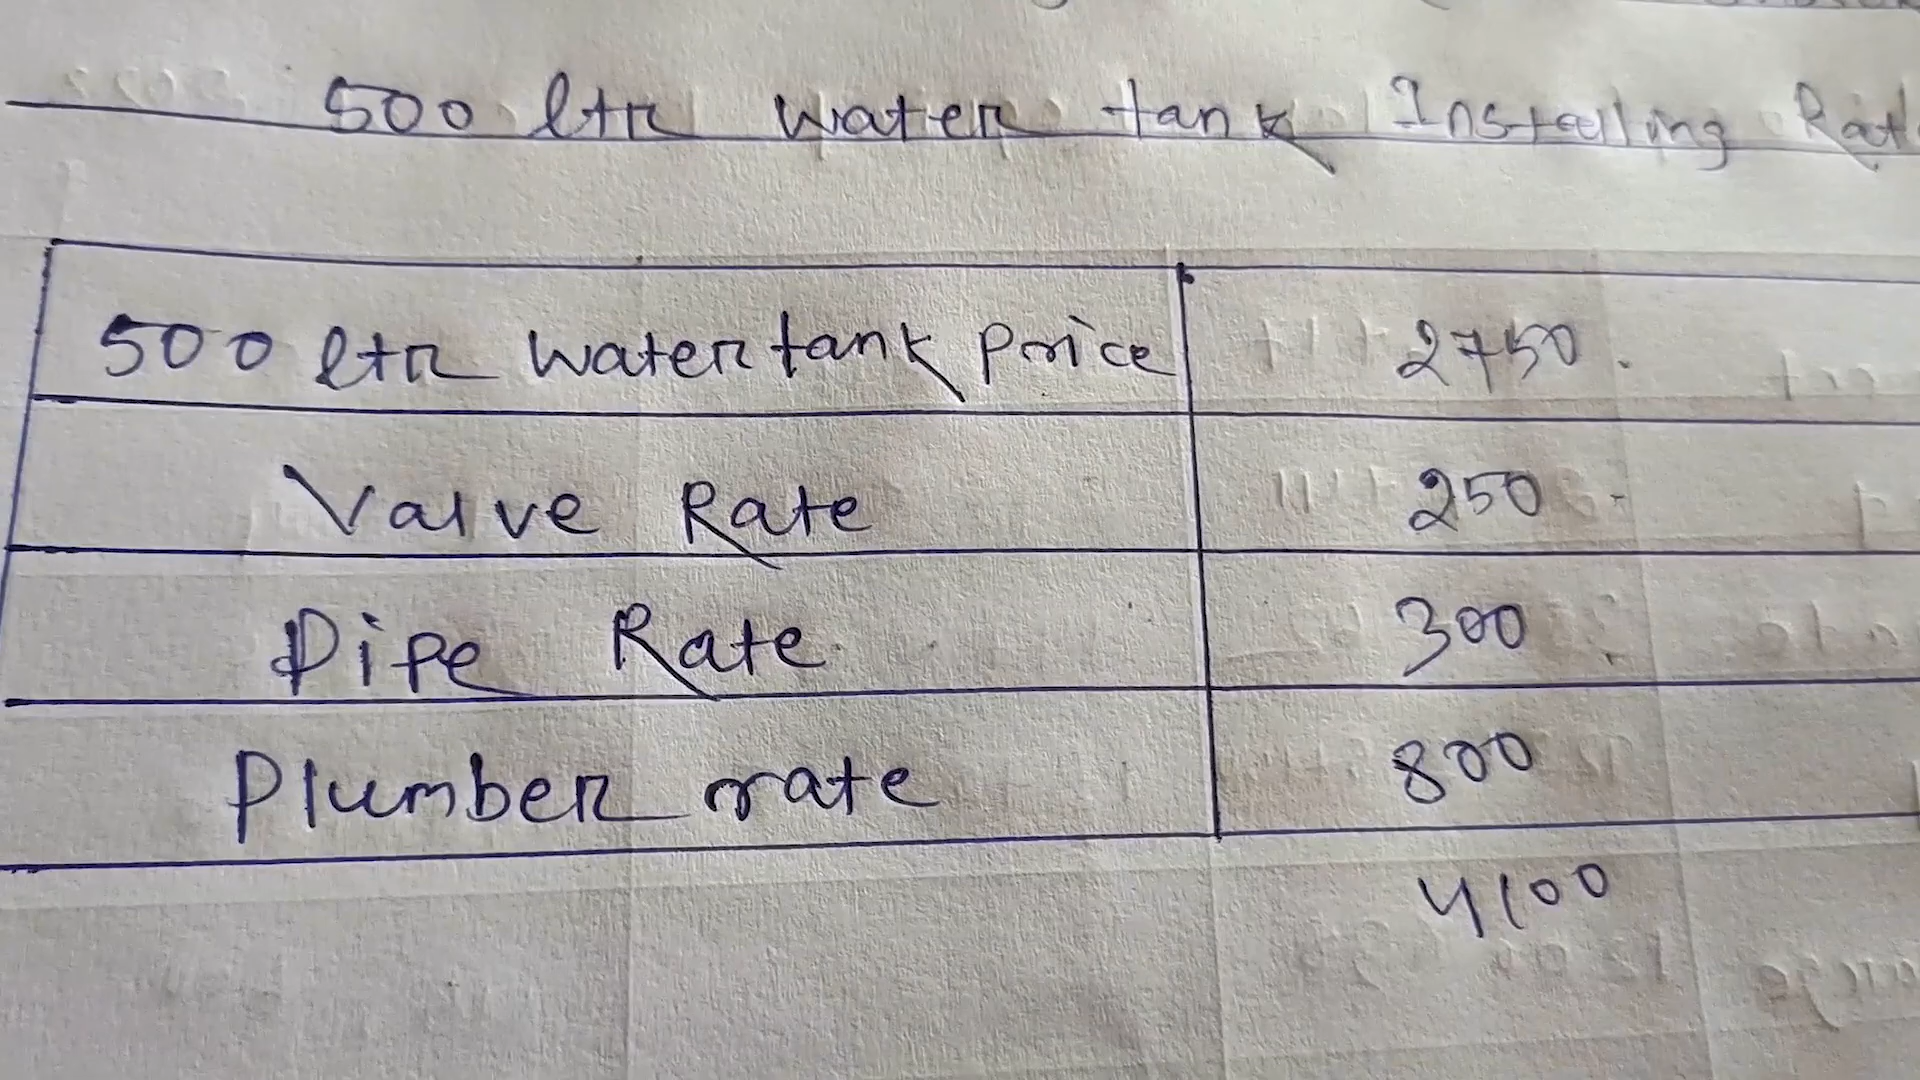 500 ltr water tank Installing Rat
500 ltr water tank price 2750.
Valve Rate 250
Pipe Rate 300
Plumber rate 800
4100